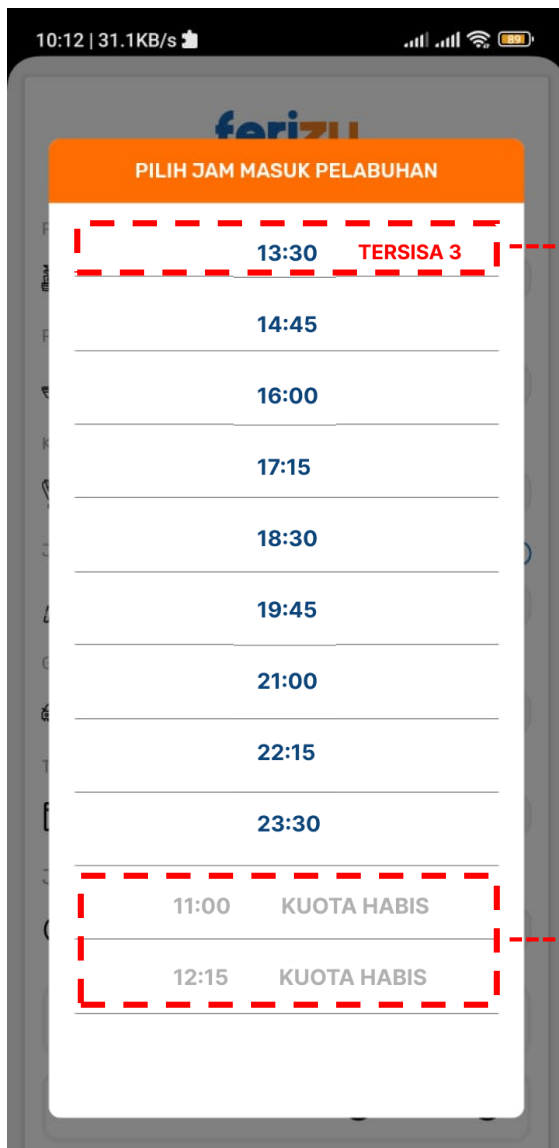 10:12 | 31.1KB/s
89
ferizy
PILIH JAM MASUK PELABUHAN
13:30 TERSISA 3
14:45
16:00
17:15
18:30
19:45
21:00
22:15
23:30
11:00 KUOTA HABIS
12:15 KUOTA HABIS